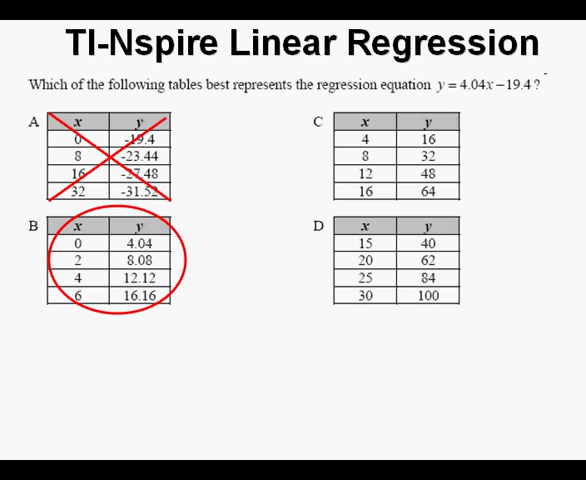 TI-Nspire Linear Regression
Which of the following tables best represents the regression equation y = 4.04x − 19.4 ?
A
x y
0 -19.4
8 -23.44
16 -27.48
32 -31.52
C
x y
4 16
8 32
12 48
16 64
B
x y
0 4.04
2 8.08
4 12.12
6 16.16
D
x y
15 40
20 62
25 84
30 100